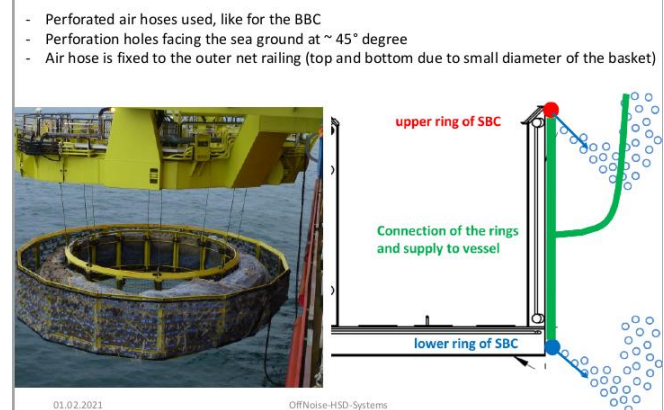 - Perforated air hoses used, like for the BBC
- Perforation holes facing the sea ground at ~ 45° degree
- Air hose is fixed to the outer net railing (top and bottom due to small diameter of the basket)
upper ring of SBC
Connection of the rings
and supply to vessel
lower ring of SBC
01.02.2021
OffNoise-HSD-Systems